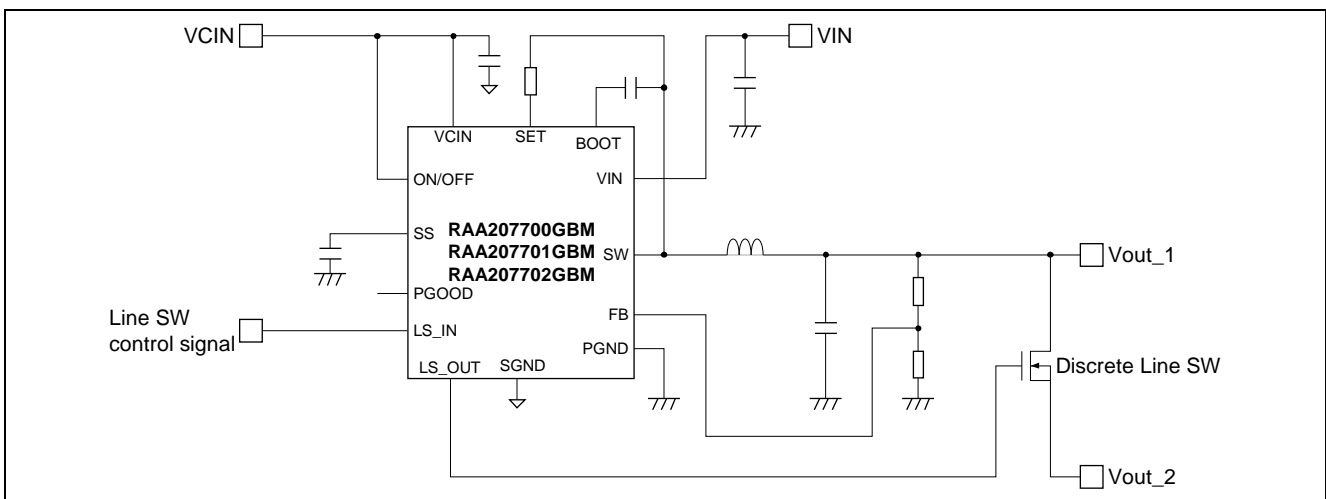 VCIN
VIN
VCIN
SET
BOOT
VIN
ON/OFF
SS
RAA207700GBM
RAA207701GBM
RAA207702GBM
SW
Vout_1
PGOOD
Line SW
control signal
LS_IN
FB
PGND
LS_OUT
SGND
Discrete Line SW
Vout_2